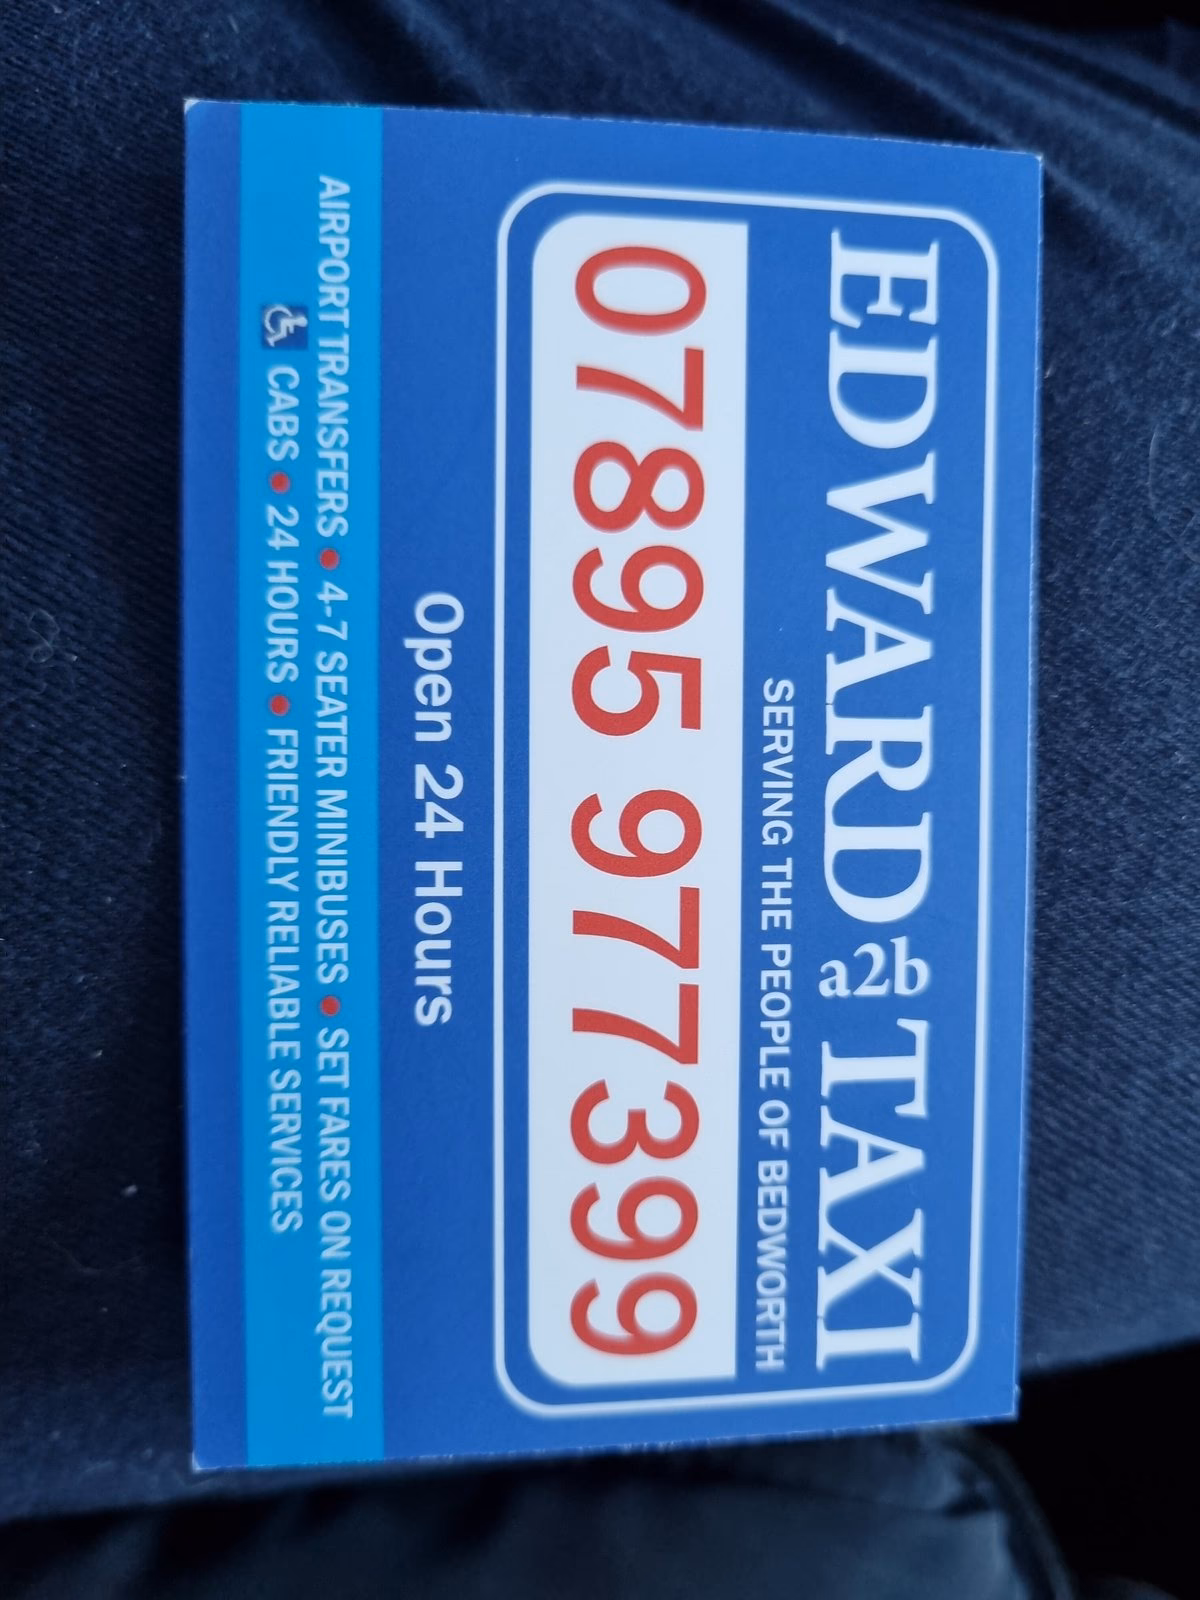 EDWARD a2b TAXI
SERVING THE PEOPLE OF BEDWORTH
07895 977399
Open 24 Hours
AIRPORT TRANSFERS • 4-7 SEATER MINIBUSES • SET FARES ON REQUEST
♿ CABS • 24 HOURS • FRIENDLY RELIABLE SERVICES